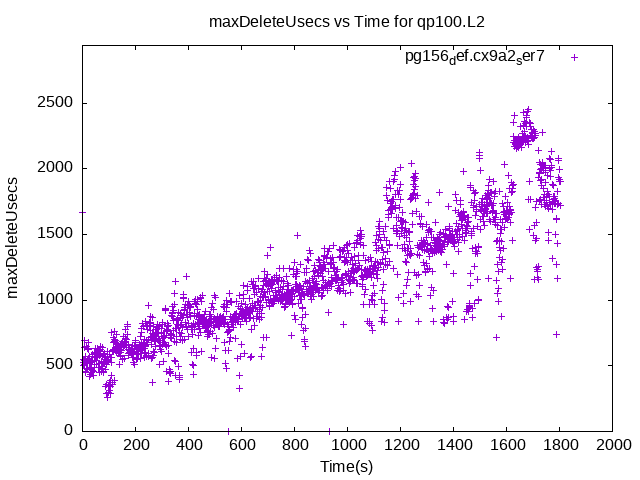 maxDeleteUsecs vs Time for qp100.L2
pg156def.cx9a2ser7
maxDeleteUsecs
2500
2000
1500
1000
500
0
0 200 400 600 800 1000 1200 1400 1600 1800 2000
Time(s)